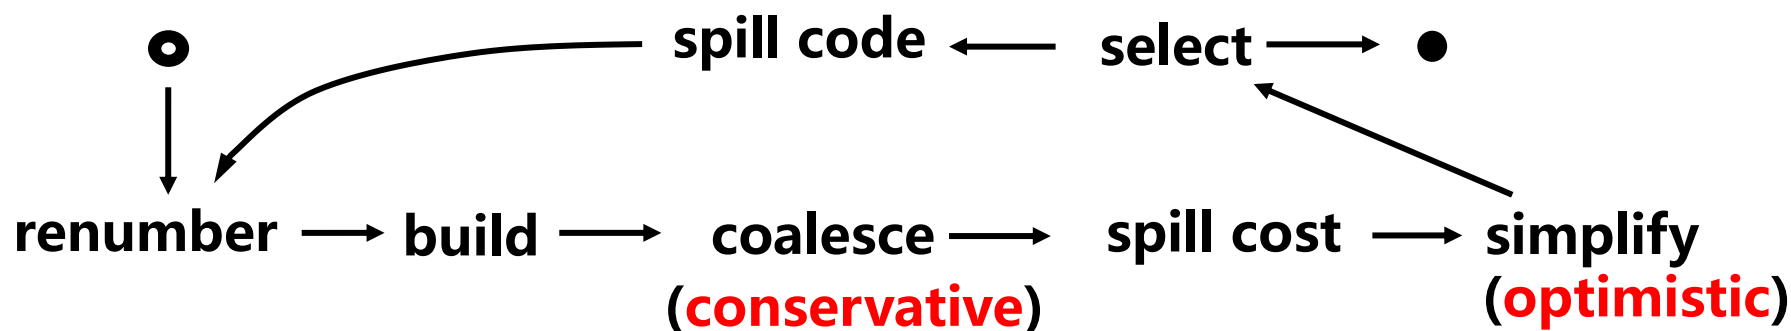 spill code select
renumber build coalesce spill cost simplify
(conservative) (optimistic)